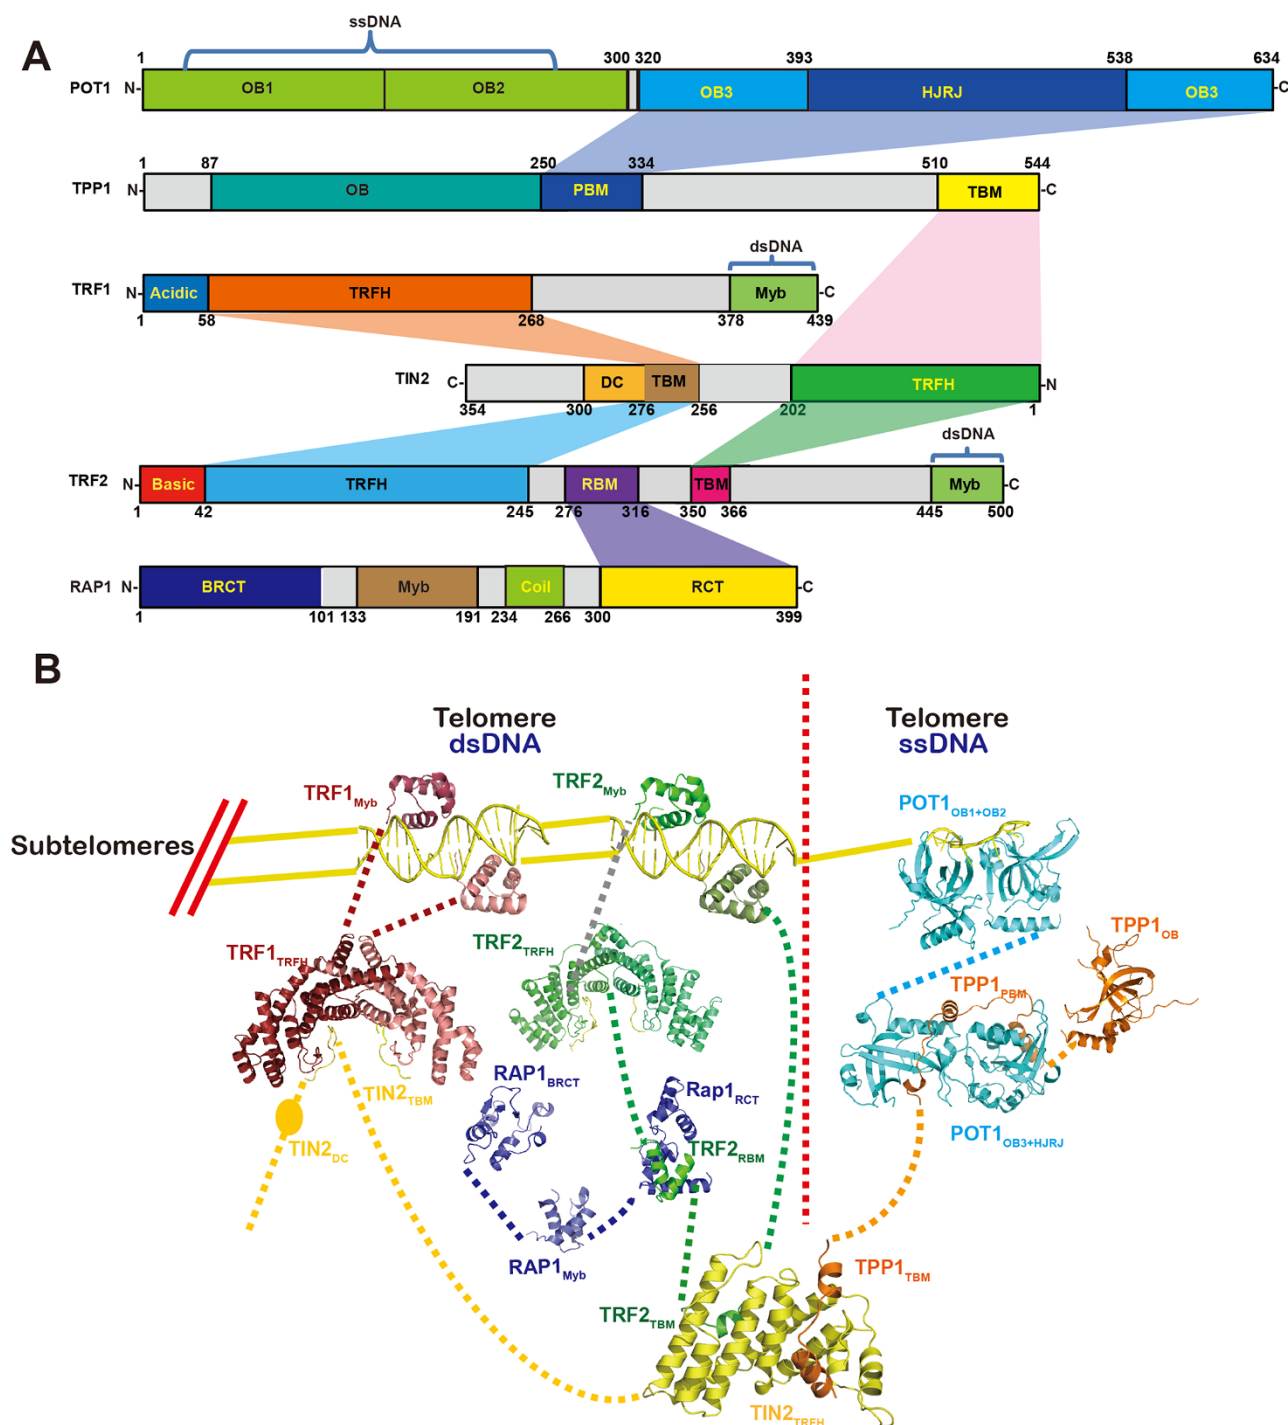 A
ssDNA
1 300 320 393 538 634
POT1 N- OB1 OB2 OB3 HJRJ OB3 -C
1 87 250 334 510 544
TPP1 N- OB PBM TBM -C
dsDNA
TRF1 N- Acidic TRFH Myb -C
1 58 268 378 439
TIN2 C- DC TBM TRFH -N
354 300 276 256 202 1
dsDNA
TRF2 N- Basic TRFH RBM TBM Myb -C
1 42 245 276 316 350 366 445 500
RAP1 N- BRCT Myb Coil RCT -C
1 101 133 191 234 266 300 399
B
Telomere
dsDNA
Telomere
ssDNA
TRF1Myb
TRF2Myb
POT1OB1+OB2
Subtelomeres
TRF1TRFH
TRF2TRFH
TPP1OB
TPP1PBM
RAP1BRCT
Rap1RCT
TIN2TBM
TIN2DC
TRF2RBM
POT1OB3+HJRJ
RAP1Myb
TPP1TBM
TRF2TBM
TIN2TRFH